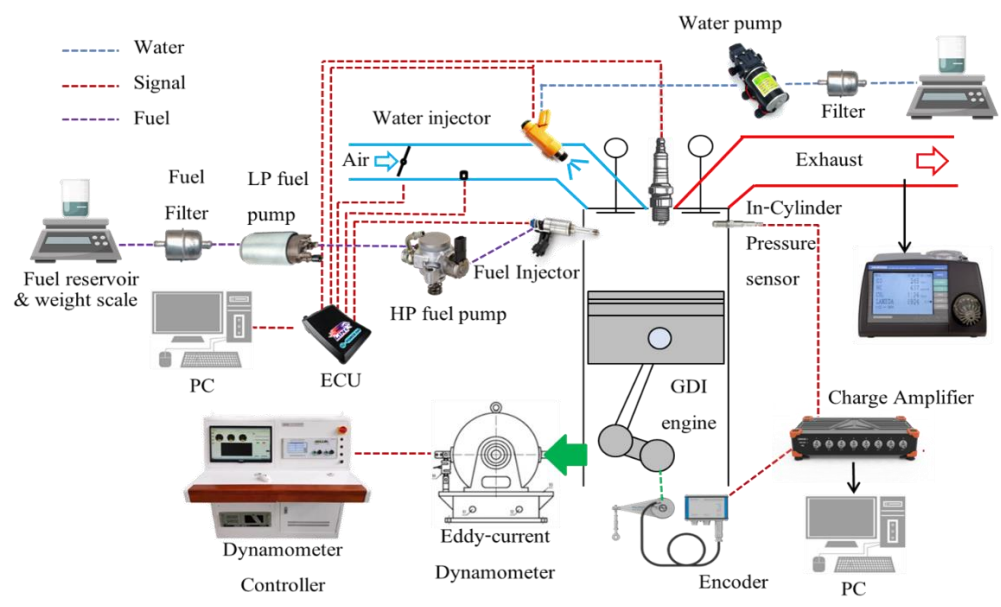 Water pump
Water
Signal
Fuel
Filter
Water injector
Air
Exhaust
Fuel
Filter
LP fuel
pump
In-Cylinder
Pressure
sensor
Fuel Injector
Fuel reservoir
& weight scale
HP fuel pump
PC
ECU
GDI
engine
Charge Amplifier
Eddy-current
Dynamometer
Dynamometer
Controller
Encoder
PC